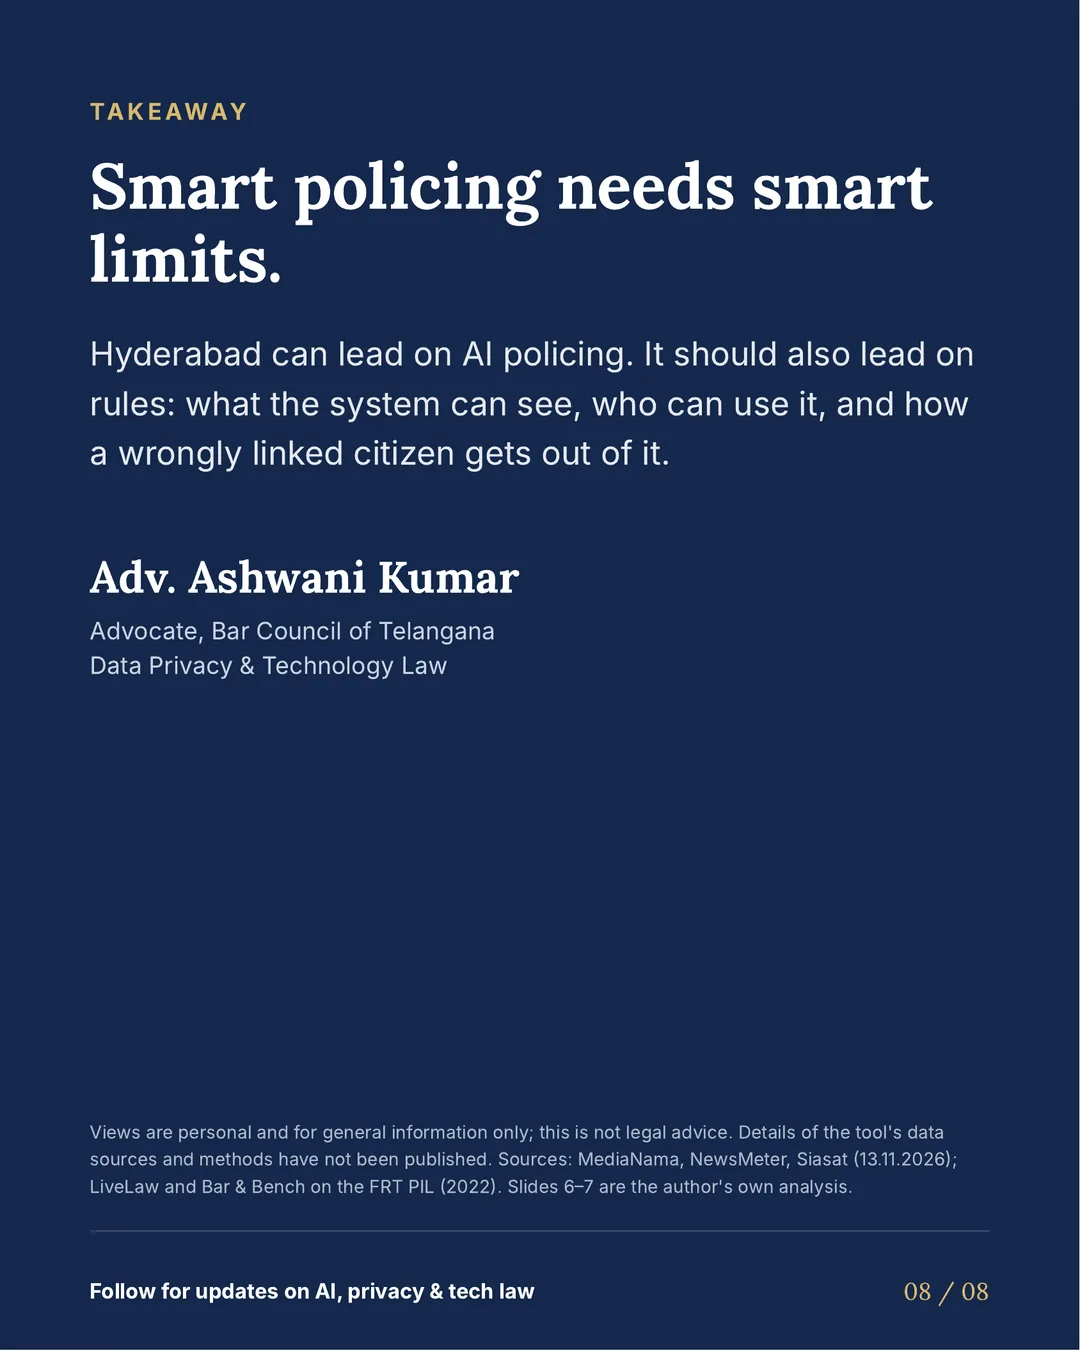 TAKEAWAY
Smart policing needs smart
limits.
Hyderabad can lead on AI policing. It should also lead on
rules: what the system can see, who can use it, and how
a wrongly linked citizen gets out of it.
Adv. Ashwani Kumar
Advocate, Bar Council of Telangana
Data Privacy & Technology Law
Views are personal and for general information only; this is not legal advice. Details of the tool's data
sources and methods have not been published. Sources: MediaNama, NewsMeter, Siasat (13.11.2026);
LiveLaw and Bar & Bench on the FRT PIL (2022). Slides 6–7 are the author's own analysis.
Follow for updates on AI, privacy & tech law
08 / 08